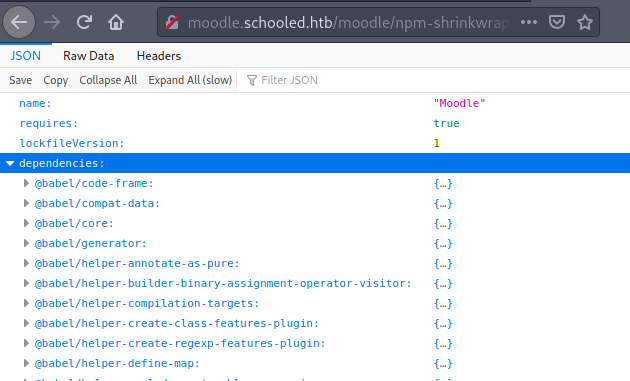 moodle.schooled.htb/moodle/npm-shrinkwrap
JSON Raw Data Headers
Save Copy Collapse All Expand All (slow) Filter JSON
name: "Moodle"
requires: true
lockfileVersion: 1
dependencies:
@babel/code-frame: {…}
@babel/compat-data: {…}
@babel/core: {…}
@babel/generator: {…}
@babel/helper-annotate-as-pure: {…}
@babel/helper-builder-binary-assignment-operator-visitor: {…}
@babel/helper-compilation-targets: {…}
@babel/helper-create-class-features-plugin: {…}
@babel/helper-create-regexp-features-plugin: {…}
@babel/helper-define-map: {…}